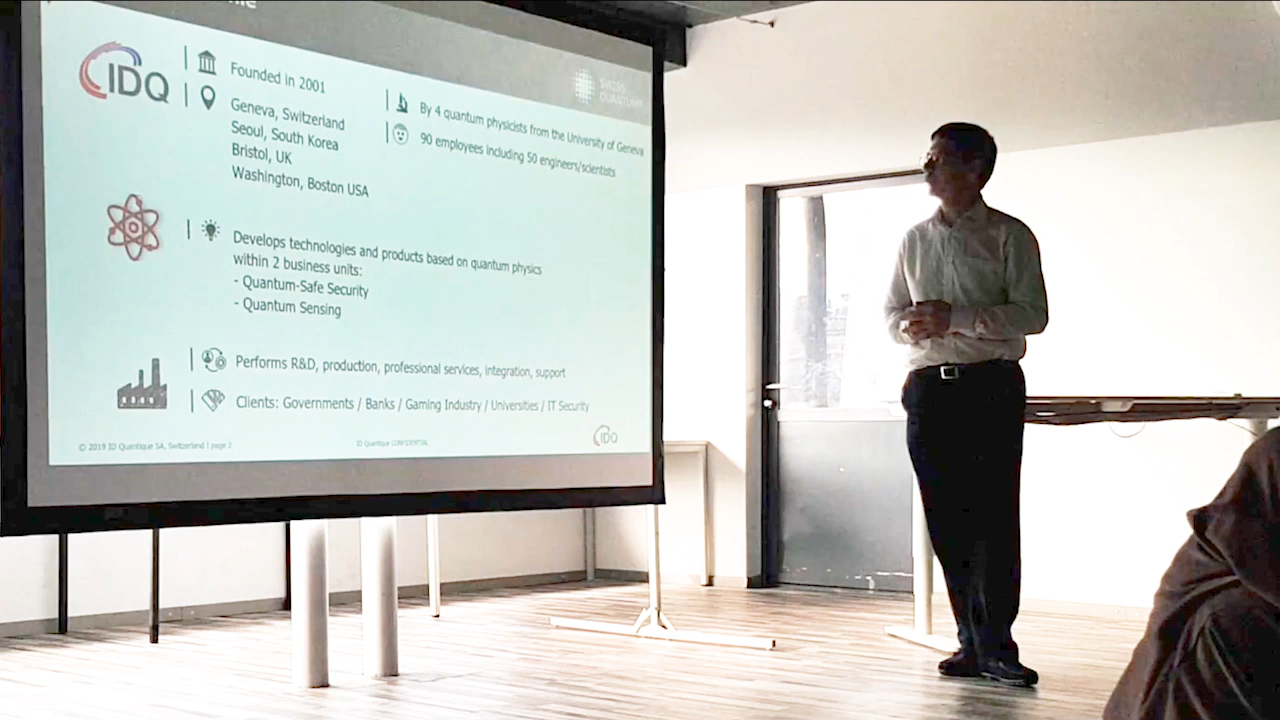 IDQ
Founded in 2001
Geneva, Switzerland
Seoul, South Korea
Bristol, UK
Washington, Boston USA
SWISS
QUANTUM
By 4 quantum physicists from the University of Geneva
90 employees including 50 engineers/scientists
Develops technologies and products based on quantum physics
within 2 business units:
- Quantum-Safe Security
- Quantum Sensing
Performs R&D, production, professional services, integration, support
Clients: Governments / Banks / Gaming Industry / Universities / IT Security
© 2019 ID Quantique SA, Switzerland | page 2
ID Quantique CONFIDENTIAL
IDQ